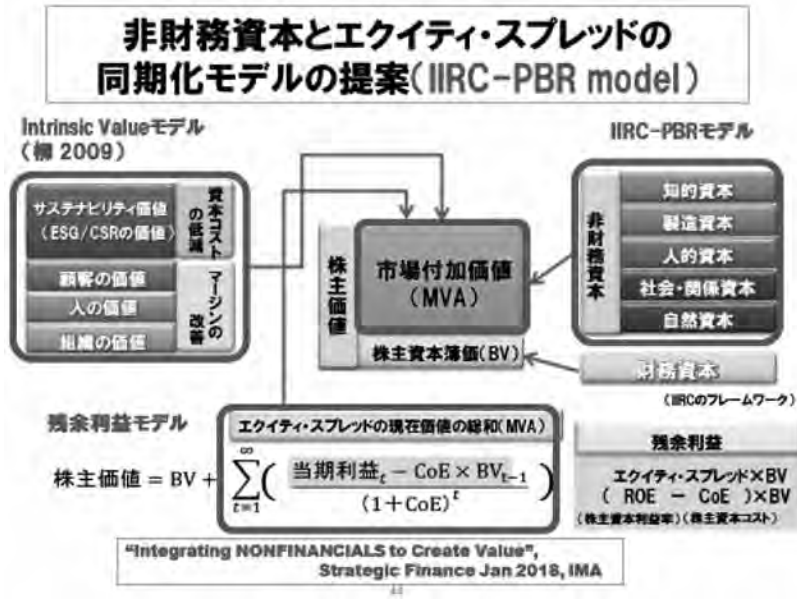 非財務資本とエクイティ・スプレッドの
同期化モデルの提案(IIRC-PBR model)
Intrinsic Valueモデル
(柳 2009)
サステナビリティ価値
(ESG/CSRの価値)
資本コスト
の低減
顧客の価値
人の価値
組織の価値
マージンの
改善
株主価値
市場付加価値
(MVA)
株主資本簿価(BV)
IIRC-PBRモデル
非財務資本
知的資本
製造資本
人的資本
社会・関係資本
自然資本
財務資本
(IIRCのフレームワーク)
残余利益モデル
エクイティ・スプレッドの現在価値の総和(MVA)
株主価値 = BV + ∑_{t=1}^{∞} ( (当期利益_t − CoE × BV_{t−1}) / (1+CoE)^t )
残余利益
エクイティ・スプレッド×BV
( ROE − CoE )×BV
(株主資本利益率)(株主資本コスト)
"Integrating NONFINANCIALS to Create Value",
Strategic Finance Jan 2018, IMA